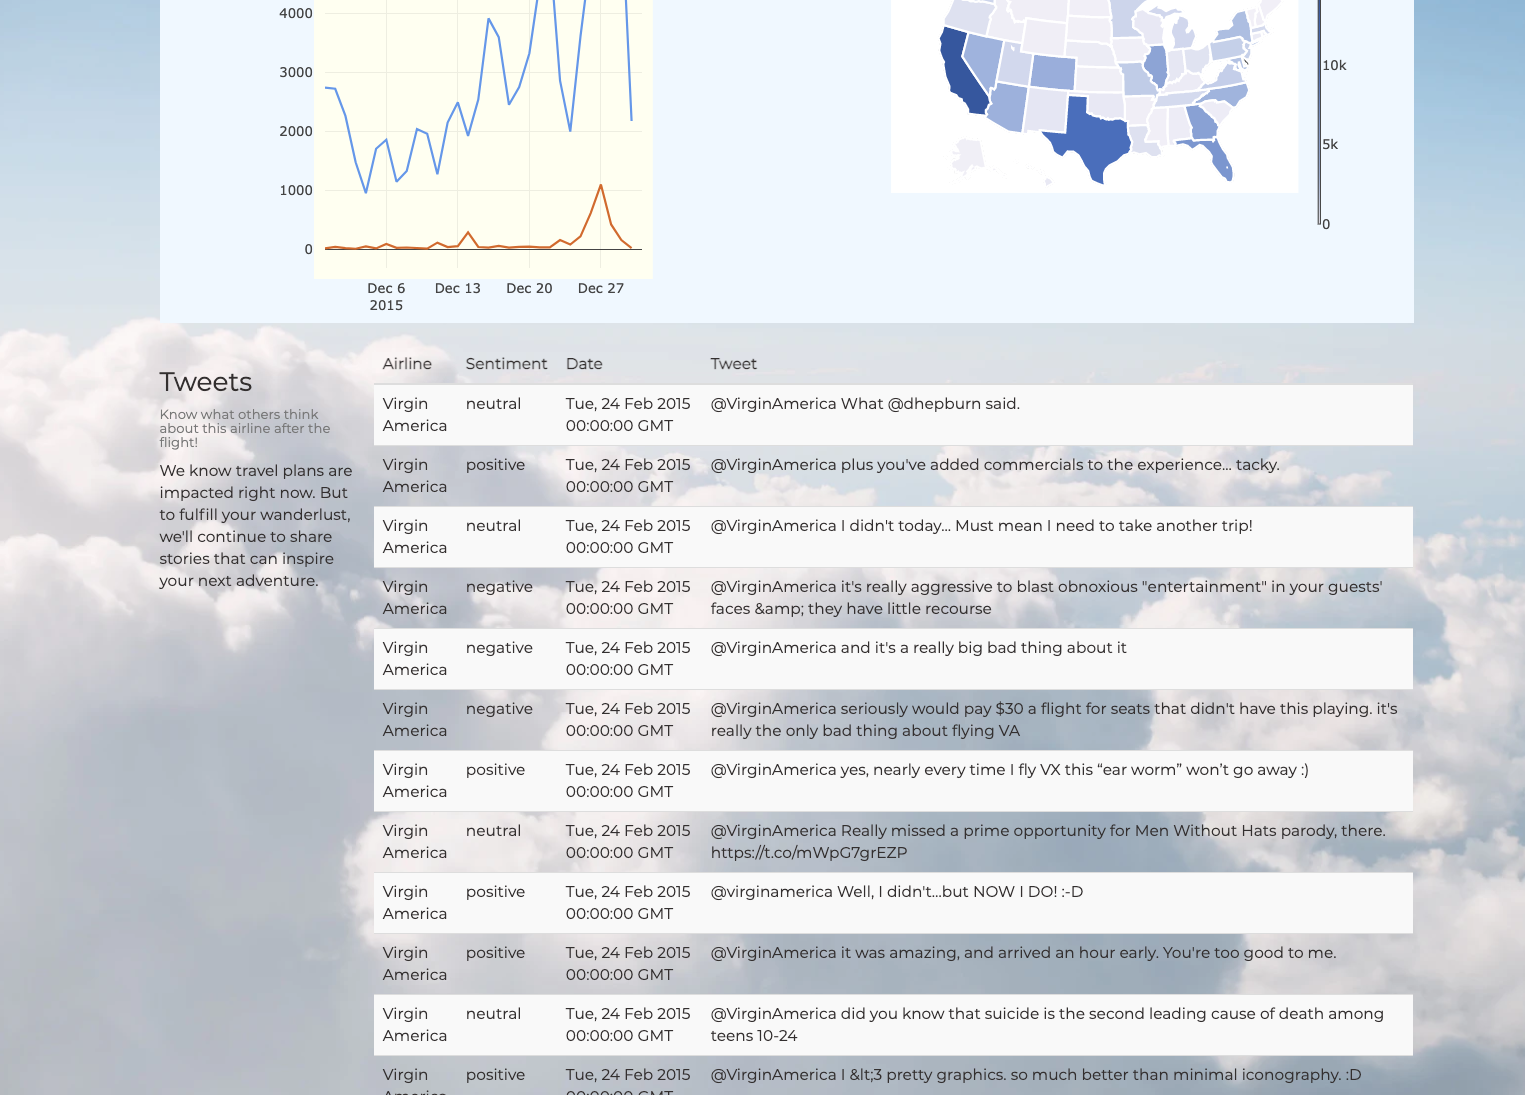 4000
3000
2000
1000
0
Dec 6
2015
Dec 13
Dec 20
Dec 27
10k
5k
0
Tweets
Know what others think
about this airline after the
flight!
We know travel plans are
impacted right now. But
to fulfill your wanderlust,
we'll continue to share
stories that can inspire
your next adventure.
Airline Sentiment Date Tweet
Virgin neutral Tue, 24 Feb 2015 @VirginAmerica What @dhepburn said.
America 00:00:00 GMT
Virgin positive Tue, 24 Feb 2015 @VirginAmerica plus you've added commercials to the experience... tacky.
America 00:00:00 GMT
Virgin neutral Tue, 24 Feb 2015 @VirginAmerica I didn't today... Must mean I need to take another trip!
America 00:00:00 GMT
Virgin negative Tue, 24 Feb 2015 @VirginAmerica it's really aggressive to blast obnoxious "entertainment" in your guests'
America 00:00:00 GMT faces &amp; they have little recourse
Virgin negative Tue, 24 Feb 2015 @VirginAmerica and it's a really big bad thing about it
America 00:00:00 GMT
Virgin negative Tue, 24 Feb 2015 @VirginAmerica seriously would pay $30 a flight for seats that didn't have this playing. it's
America 00:00:00 GMT really the only bad thing about flying VA
Virgin positive Tue, 24 Feb 2015 @VirginAmerica yes, nearly every time I fly VX this “ear worm” won’t go away :)
America 00:00:00 GMT
Virgin neutral Tue, 24 Feb 2015 @VirginAmerica Really missed a prime opportunity for Men Without Hats parody, there.
America 00:00:00 GMT https://t.co/mWpG7grEZP
Virgin positive Tue, 24 Feb 2015 @virginamerica Well, I didn't…but NOW I DO! :-D
America 00:00:00 GMT
Virgin positive Tue, 24 Feb 2015 @VirginAmerica it was amazing, and arrived an hour early. You're too good to me.
America 00:00:00 GMT
Virgin neutral Tue, 24 Feb 2015 @VirginAmerica did you know that suicide is the second leading cause of death among
America 00:00:00 GMT teens 10-24
Virgin positive Tue, 24 Feb 2015 @VirginAmerica I &lt;3 pretty graphics. so much better than minimal iconography. :D
America 00:00:00 GMT